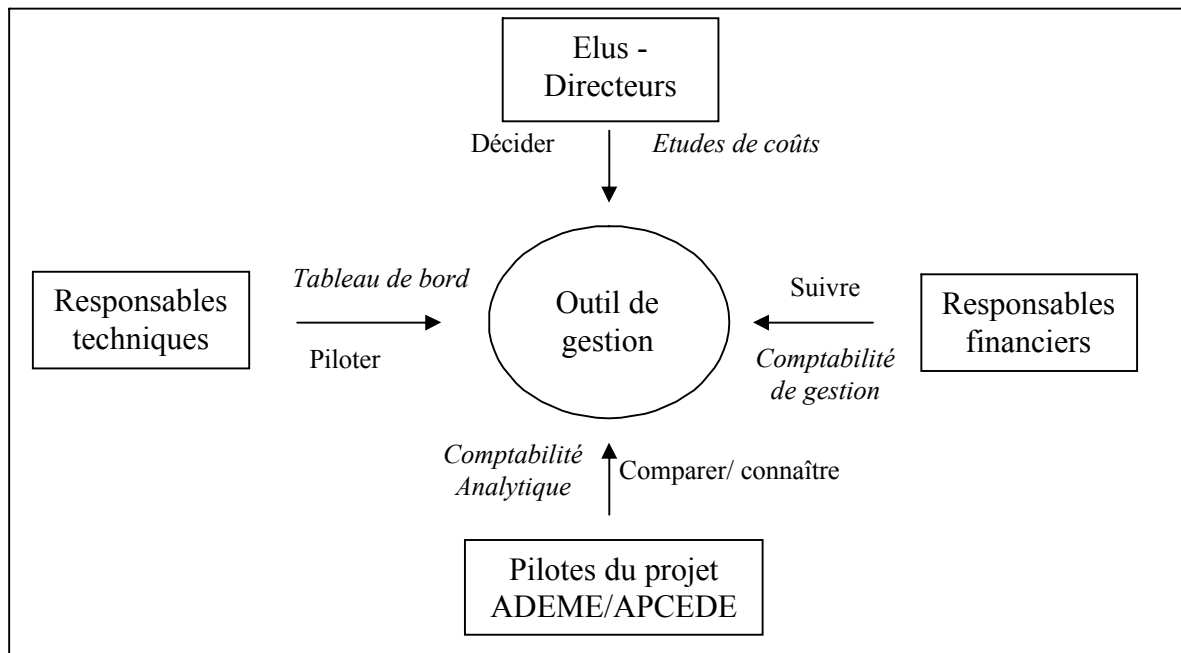 Elus -
Directeurs
Décider
Etudes de coûts
Responsables
techniques
Tableau de bord
Piloter
Outil de
gestion
Suivre
Comptabilité
de gestion
Responsables
financiers
Comptabilité
Analytique
Comparer/ connaître
Pilotes du projet
ADEME/APCEDE